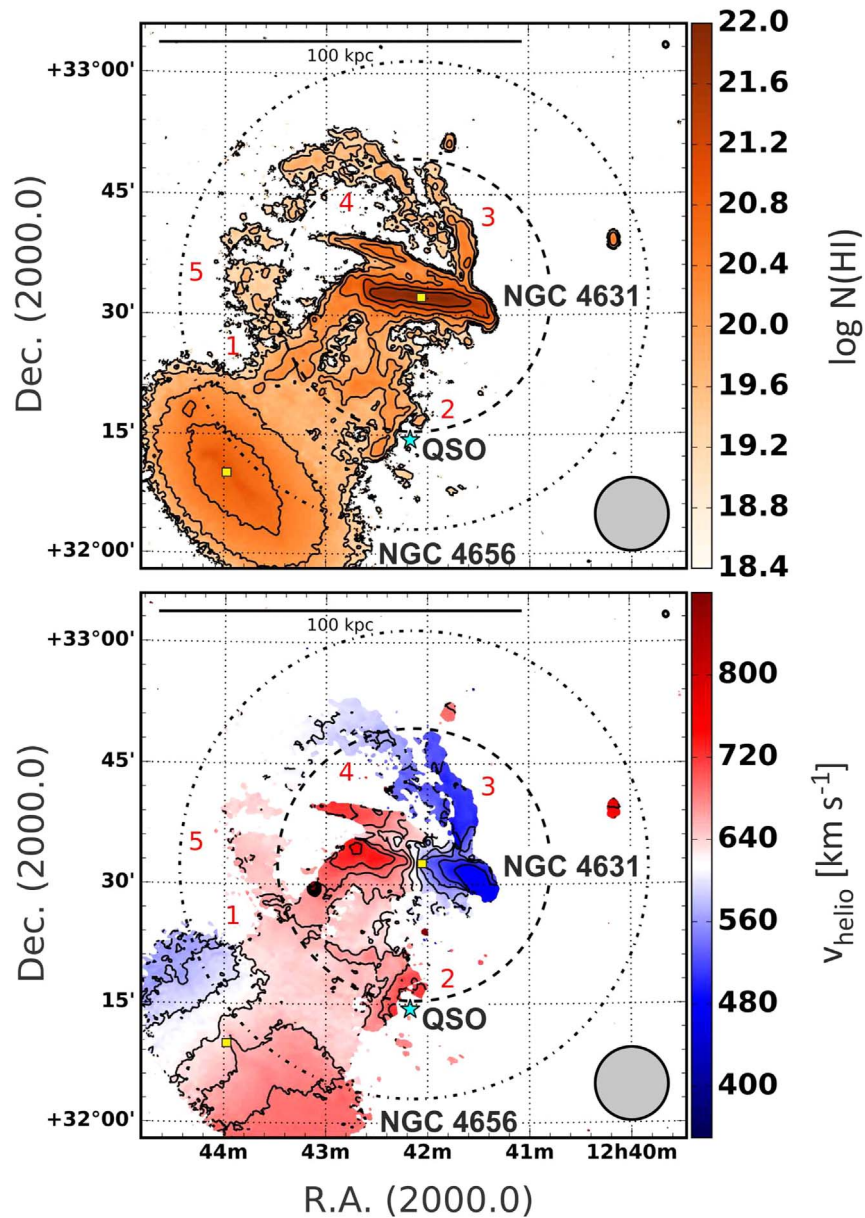 100 kpc
+33°00'
45'
30'
15'
+32°00'
Dec. (2000.0)
4
3
5
1
2
NGC 4631
QSO
NGC 4656
22.0
21.6
21.2
20.8
20.4
20.0
19.6
19.2
18.8
18.4
log N(HI)
100 kpc
+33°00'
45'
30'
15'
+32°00'
Dec. (2000.0)
4
3
5
1
2
NGC 4631
QSO
NGC 4656
800
720
640
560
480
400
v_helio [km s⁻¹]
44m 43m 42m 41m 12h40m
R.A. (2000.0)